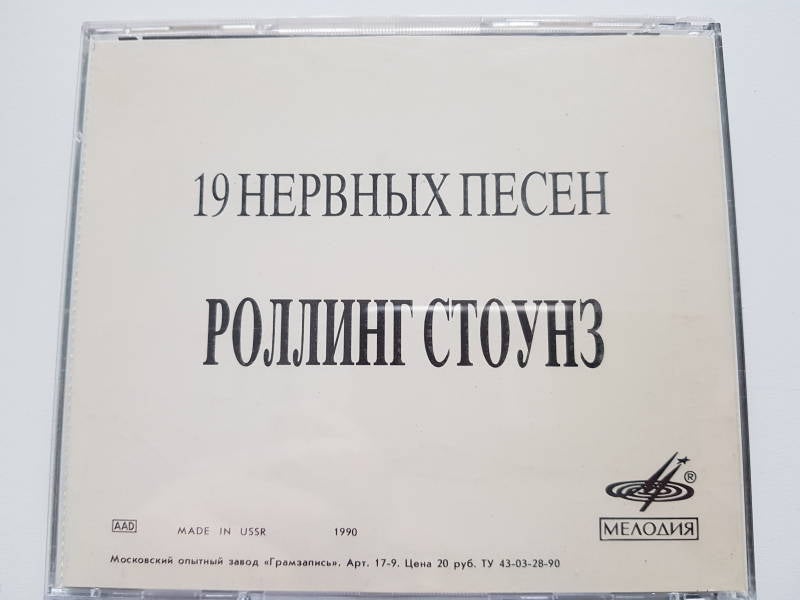 19 НЕРВНЫХ ПЕСЕН
РОЛЛИНГ СТОУНЗ
®
МЕЛОДИЯ
AAD MADE IN USSR 1990
Московский опытный завод «Грамзапись». Арт. 17-9. Цена 20 руб. ТУ 43-03-28-90